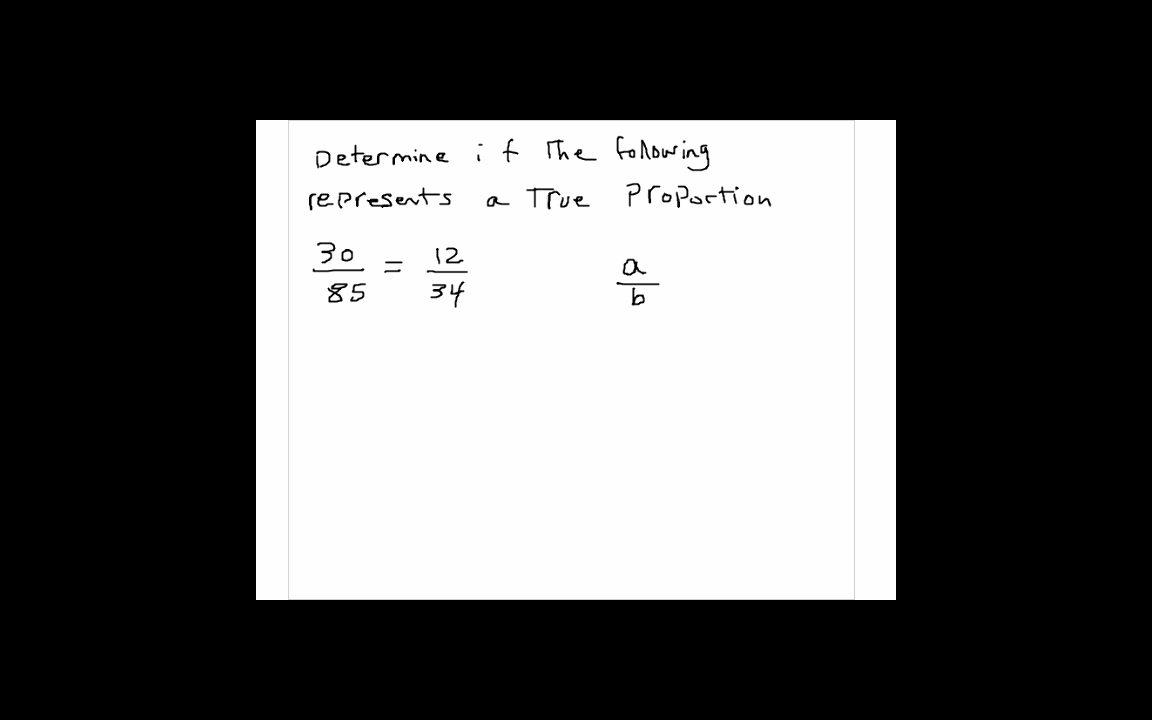 Determine if The following
represents a True Proportion
30/85 = 12/34 a/b